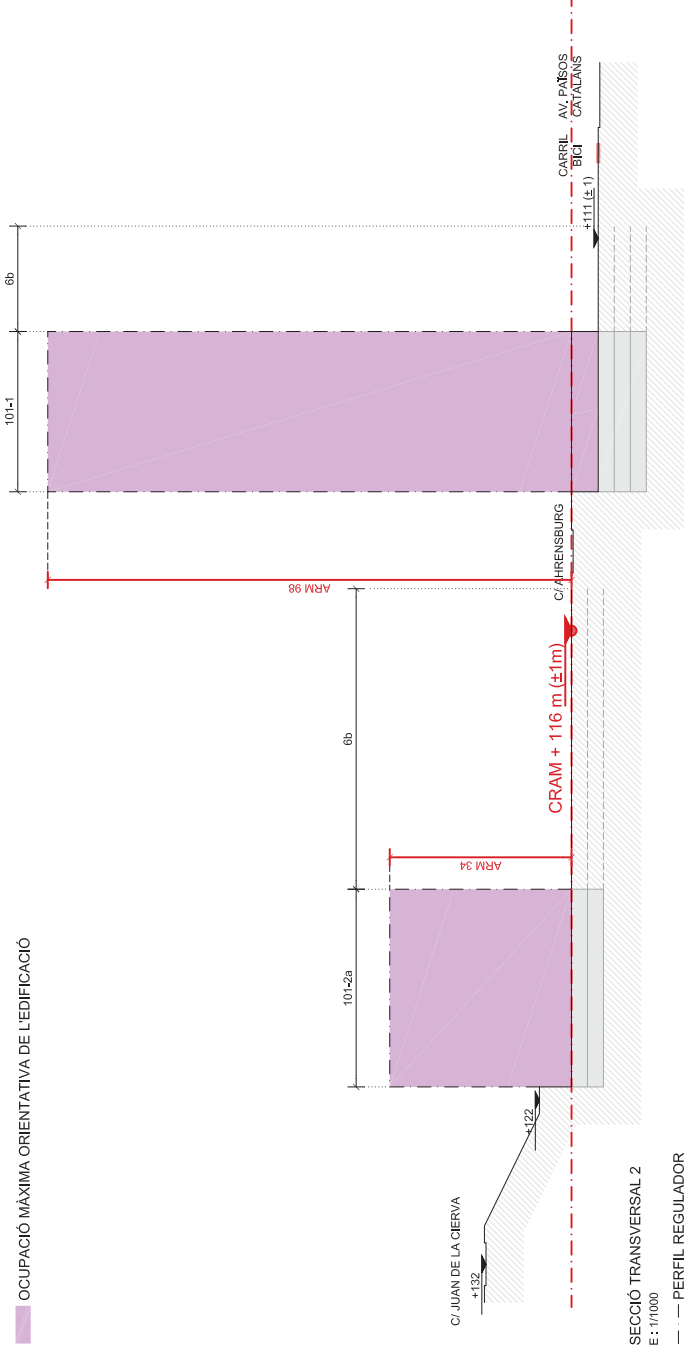 OCUPACIÓ MÀXIMA ORIENTATIVA DE L'EDIFICACIÓ
101-1
6b
101-2a
6b
ARM 98
ARM 34
CRAM + 116 m (±1m)
C/ AHRENSBURG
CARRIL
BICI
AV. PAÏSOS
CATALANS
+111 (± 1)
C/ JUAN DE LA CIERVA
+132
+122
SECCIÓ TRANSVERSAL 2
E : 1/1000
PERFIL REGULADOR